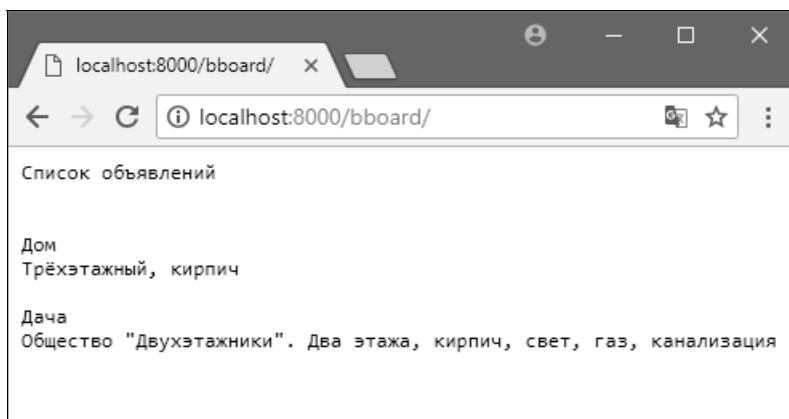 localhost:8000/bboard/
localhost:8000/bboard/
Список объявлений
Дом
Трёхэтажный, кирпич
Дача
Общество "Двухэтажники". Два этажа, кирпич, свет, газ, канализация